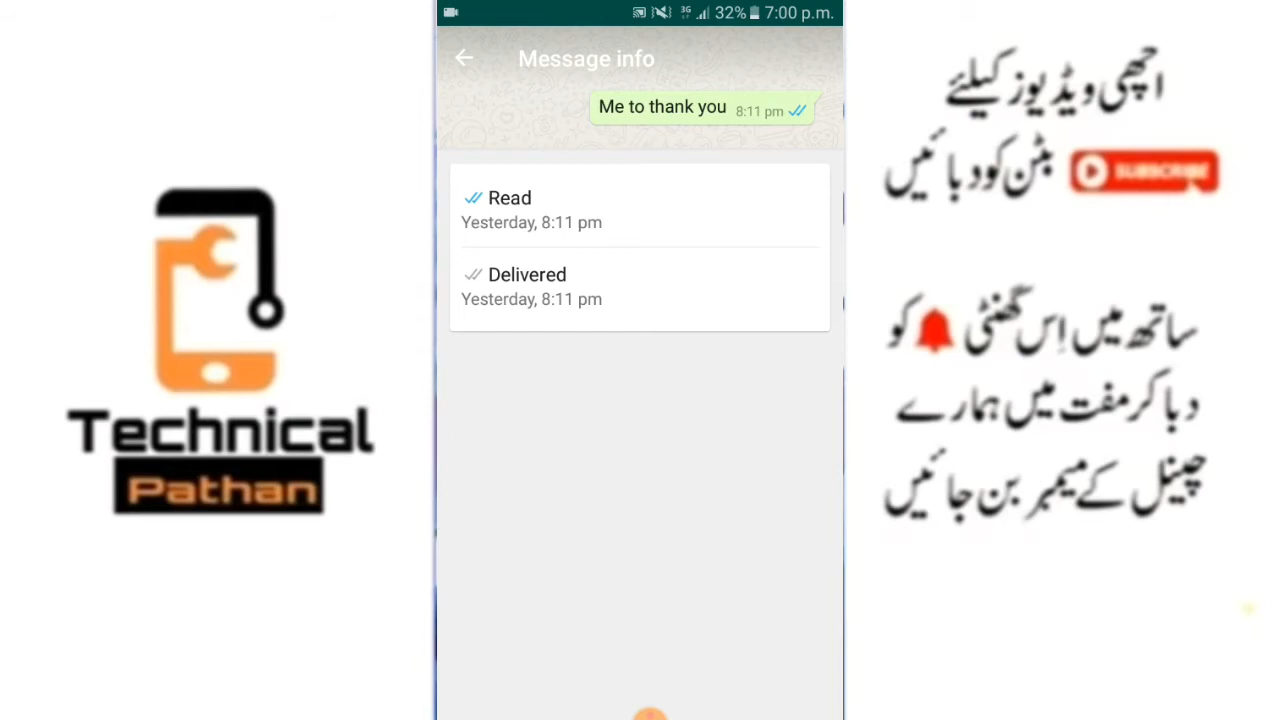 3G 32% 7:00 p.m.
Message info
Me to thank you 8:11 pm
Read
Yesterday, 8:11 pm
Delivered
Yesterday, 8:11 pm
Technical
Pathan
اچھی ویڈیوز کیلئے
بٹن کو دبائیں SUBSCRIBE
ساتھ میں اِس گھنٹی کو
دبا کر مفت میں ہمارے
چینل کے میمبر بن جائیں